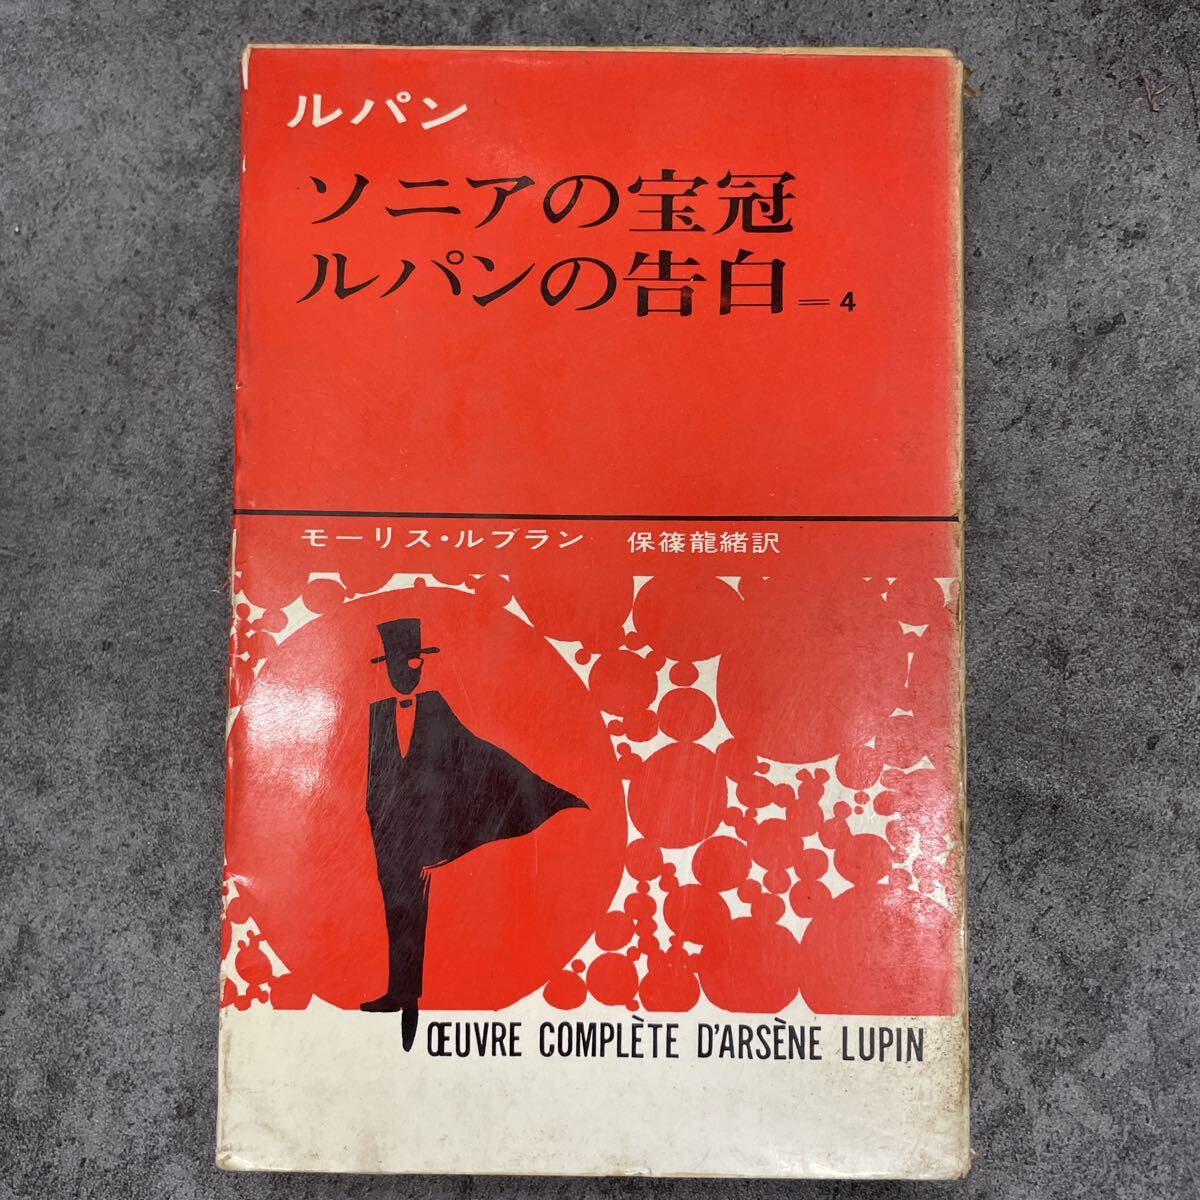 ルパン
ソニアの宝冠
ルパンの告白＝4
モーリス・ルブラン　保篠龍緒訳
ŒUVRE COMPLÈTE D'ARSÈNE LUPIN